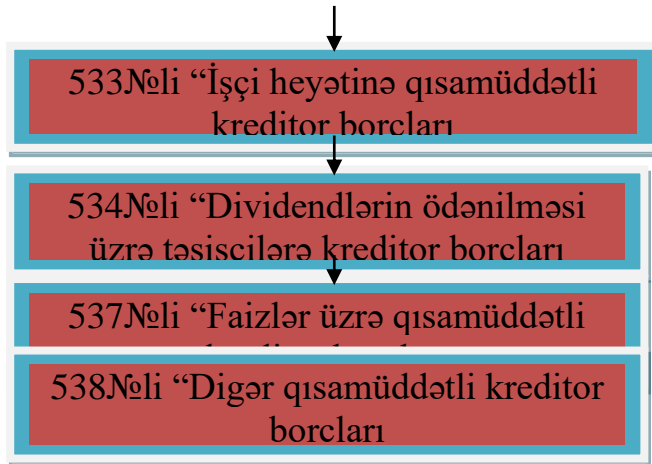 533№li “İşçi heyətinə qısamüddətli
kreditor borcları
534№li “Dividendlərin ödənilməsi
üzrə təsisçilərə kreditor borcları
537№li “Faizlər üzrə qısamüddətli
538№li “Digər qısamüddətli kreditor
borcları